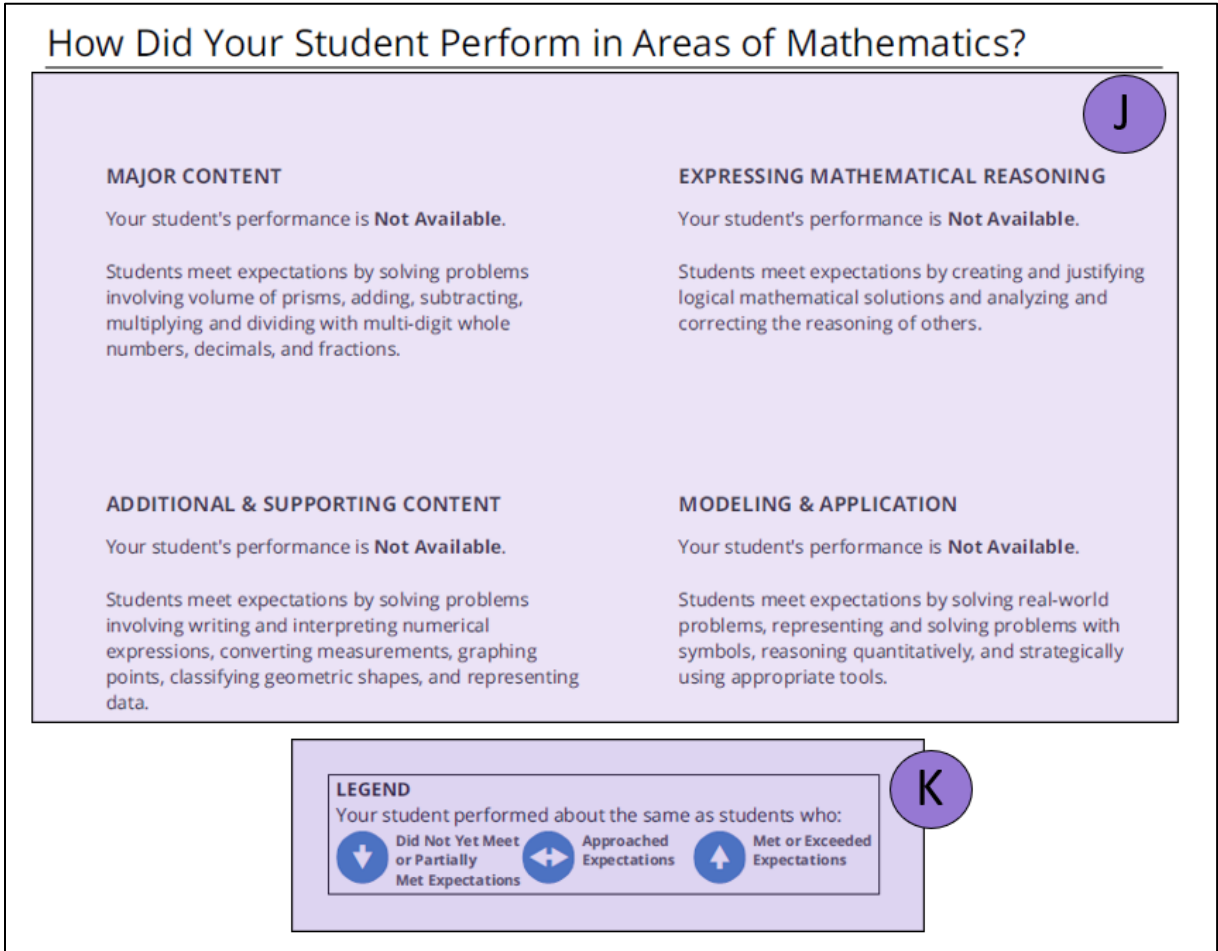 How Did Your Student Perform in Areas of Mathematics?
J
MAJOR CONTENT
Your student's performance is Not Available.
Students meet expectations by solving problems
involving volume of prisms, adding, subtracting,
multiplying and dividing with multi-digit whole
numbers, decimals, and fractions.
EXPRESSING MATHEMATICAL REASONING
Your student's performance is Not Available.
Students meet expectations by creating and justifying
logical mathematical solutions and analyzing and
correcting the reasoning of others.
ADDITIONAL & SUPPORTING CONTENT
Your student's performance is Not Available.
Students meet expectations by solving problems
involving writing and interpreting numerical
expressions, converting measurements, graphing
points, classifying geometric shapes, and representing
data.
MODELING & APPLICATION
Your student's performance is Not Available.
Students meet expectations by solving real-world
problems, representing and solving problems with
symbols, reasoning quantitatively, and strategically
using appropriate tools.
K
LEGEND
Your student performed about the same as students who:
Did Not Yet Meet
or Partially
Met Expectations
Approached
Expectations
Met or Exceeded
Expectations